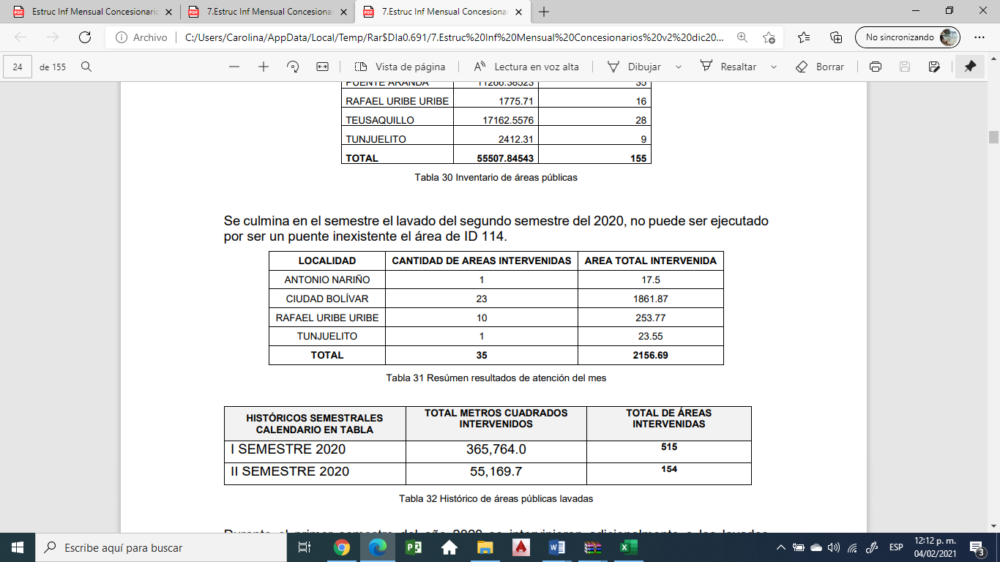 Estruc Inf Mensual Concesionario
7.Estruc Inf Mensual Concesionar
7.Estruc Inf Mensual Concesionar
Archivo C:/Users/Carolina/AppData/Local/Temp/Rar$DIa0.691/7.Estruc%20Inf%20Mensual%20Concesionarios%20v2%20dic20... No sincronizando
24 de 155 Vista de página Lectura en voz alta Dibujar Resaltar Borrar
PUENTE ARANDA 11266.38523 35
RAFAEL URIBE URIBE 1775.71 16
TEUSAQUILLO 17162.5576 28
TUNJUELITO 2412.31 9
TOTAL 55507.84543 155
Tabla 30 Inventario de áreas públicas
Se culmina en el semestre el lavado del segundo semestre del 2020, no puede ser ejecutado
por ser un puente inexistente el área de ID 114.
LOCALIDAD CANTIDAD DE AREAS INTERVENIDAS AREA TOTAL INTERVENIDA
ANTONIO NARIÑO 1 17.5
CIUDAD BOLÍVAR 23 1861.87
RAFAEL URIBE URIBE 10 253.77
TUNJUELITO 1 23.55
TOTAL 35 2156.69
Tabla 31 Resúmen resultados de atención del mes
HISTÓRICOS SEMESTRALES CALENDARIO EN TABLA TOTAL METROS CUADRADOS INTERVENIDOS TOTAL DE ÁREAS INTERVENIDAS
I SEMESTRE 2020 365,764.0 515
II SEMESTRE 2020 55,169.7 154
Tabla 32 Histórico de áreas públicas lavadas
Durante el primer semestre del año 2020 se intervinieron adicionalmente a los lavados
Escribe aquí para buscar ESP 12:12 p. m.
04/02/2021 3